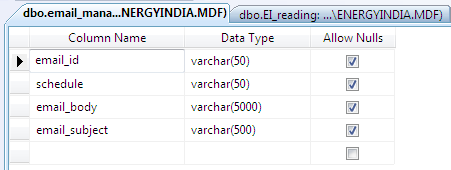 dbo.email_mana...NERGYINDIA.MDF) dbo.EI_reading: ...\ENERGYINDIA.MDF)
Column Name Data Type Allow Nulls
email_id varchar(50)
schedule varchar(50)
email_body varchar(5000)
email_subject varchar(500)